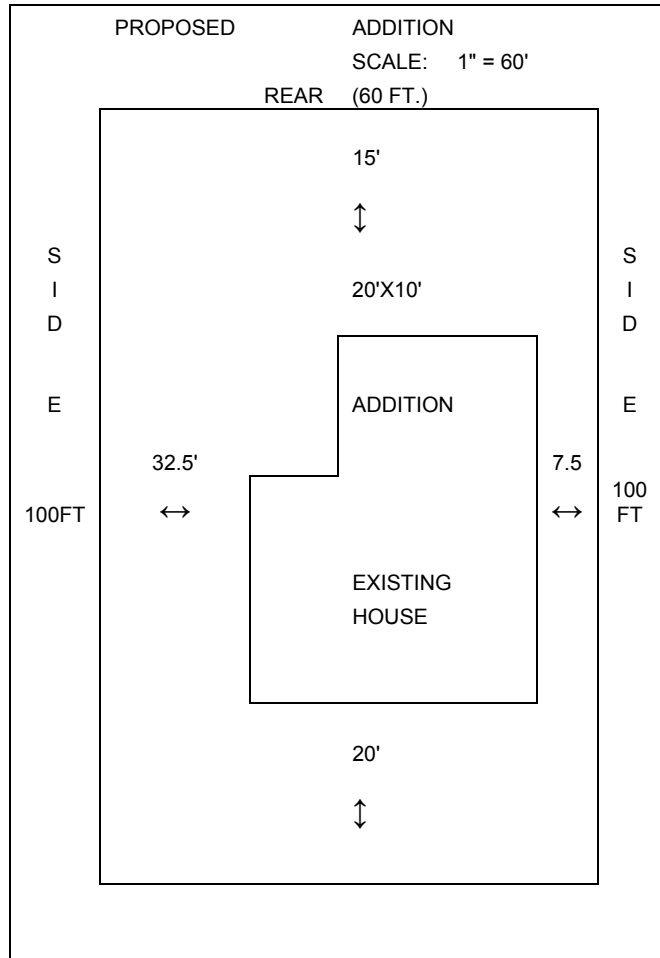 PROPOSED ADDITION
SCALE: 1" = 60'
REAR (60 FT.)
15'
↕
S
I
D
E
100FT
20'X10'
ADDITION
32.5'
↔
7.5
↔
EXISTING
HOUSE
20'
↕
S
I
D
E
100
FT